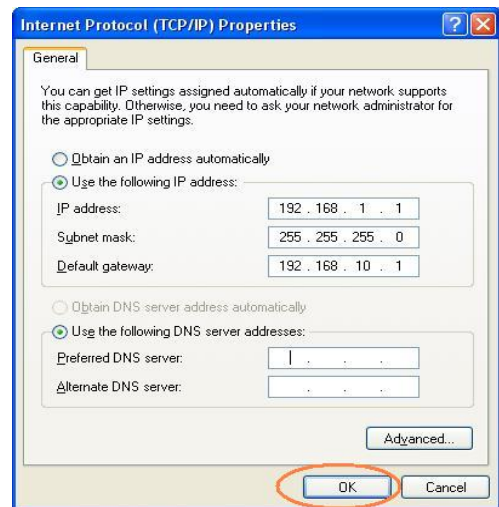 Internet Protocol (TCP/IP) Properties
General
You can get IP settings assigned automatically if your network supports
this capability. Otherwise, you need to ask your network administrator for
the appropriate IP settings.
Obtain an IP address automatically
Use the following IP address:
IP address: 192 . 168 . 1 . 1
Subnet mask: 255 . 255 . 255 . 0
Default gateway: 192 . 168 . 10 . 1
Obtain DNS server address automatically
Use the following DNS server addresses:
Preferred DNS server: . . .
Alternate DNS server: . . .
Advanced...
OK Cancel